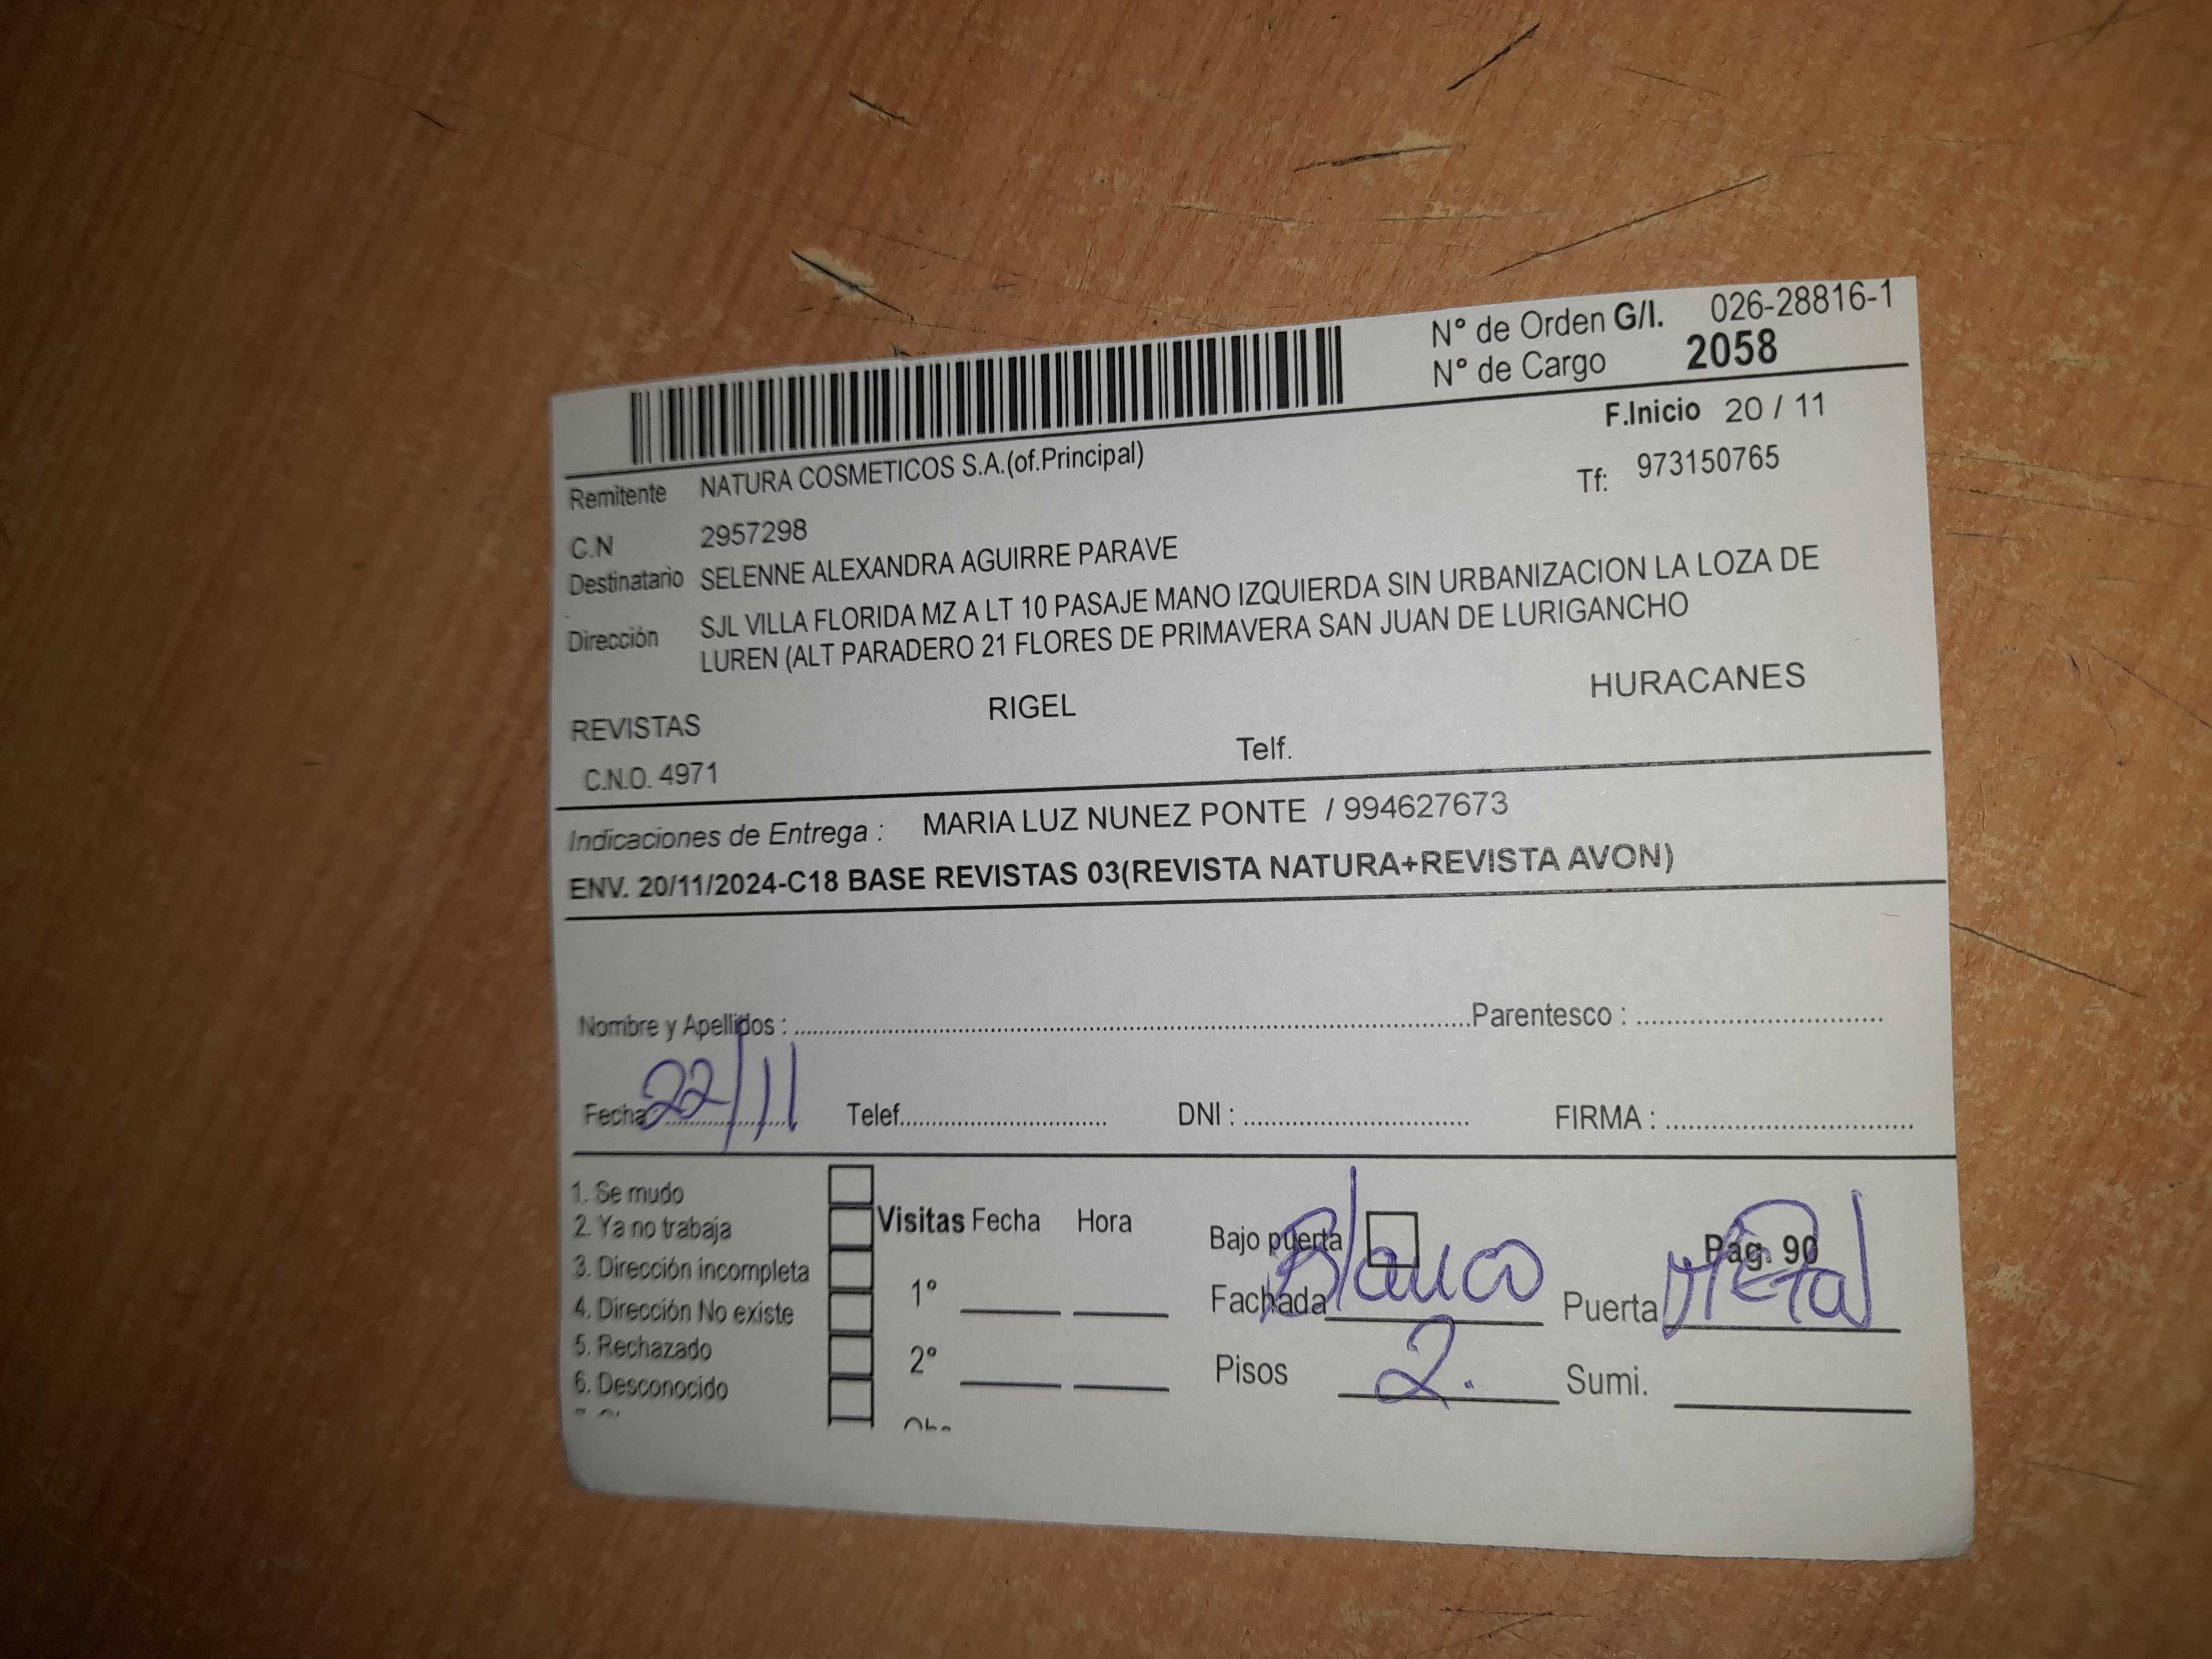 N° de Orden G/I. 026-28816-1
N° de Cargo 2058
F.Inicio 20 / 11
Remitente NATURA COSMETICOS S.A.(of.Principal)
Tf: 973150765
C.N 2957298
Destinatario SELENNE ALEXANDRA AGUIRRE PARAVE
Dirección SJL VILLA FLORIDA MZ A LT 10 PASAJE MANO IZQUIERDA SIN URBANIZACION LA LOZA DE
LUREN (ALT PARADERO 21 FLORES DE PRIMAVERA SAN JUAN DE LURIGANCHO
REVISTAS RIGEL HURACANES
C.N.O. 4971 Telf.
Indicaciones de Entrega : MARIA LUZ NUNEZ PONTE / 994627673
ENV. 20/11/2024-C18 BASE REVISTAS 03(REVISTA NATURA+REVISTA AVON)
Nombre y Apellidos : Parentesco :
Fecha 22/11 Telef. DNI : FIRMA :
1. Se mudo
2. Ya no trabaja
3. Dirección incompleta
4. Dirección No existe
5. Rechazado
6. Desconocido
Visitas Fecha Hora
1°
2°
Bajo puerta Pag. 90
Fachada Blanco Puerta Metal
Pisos 2. Sumi.